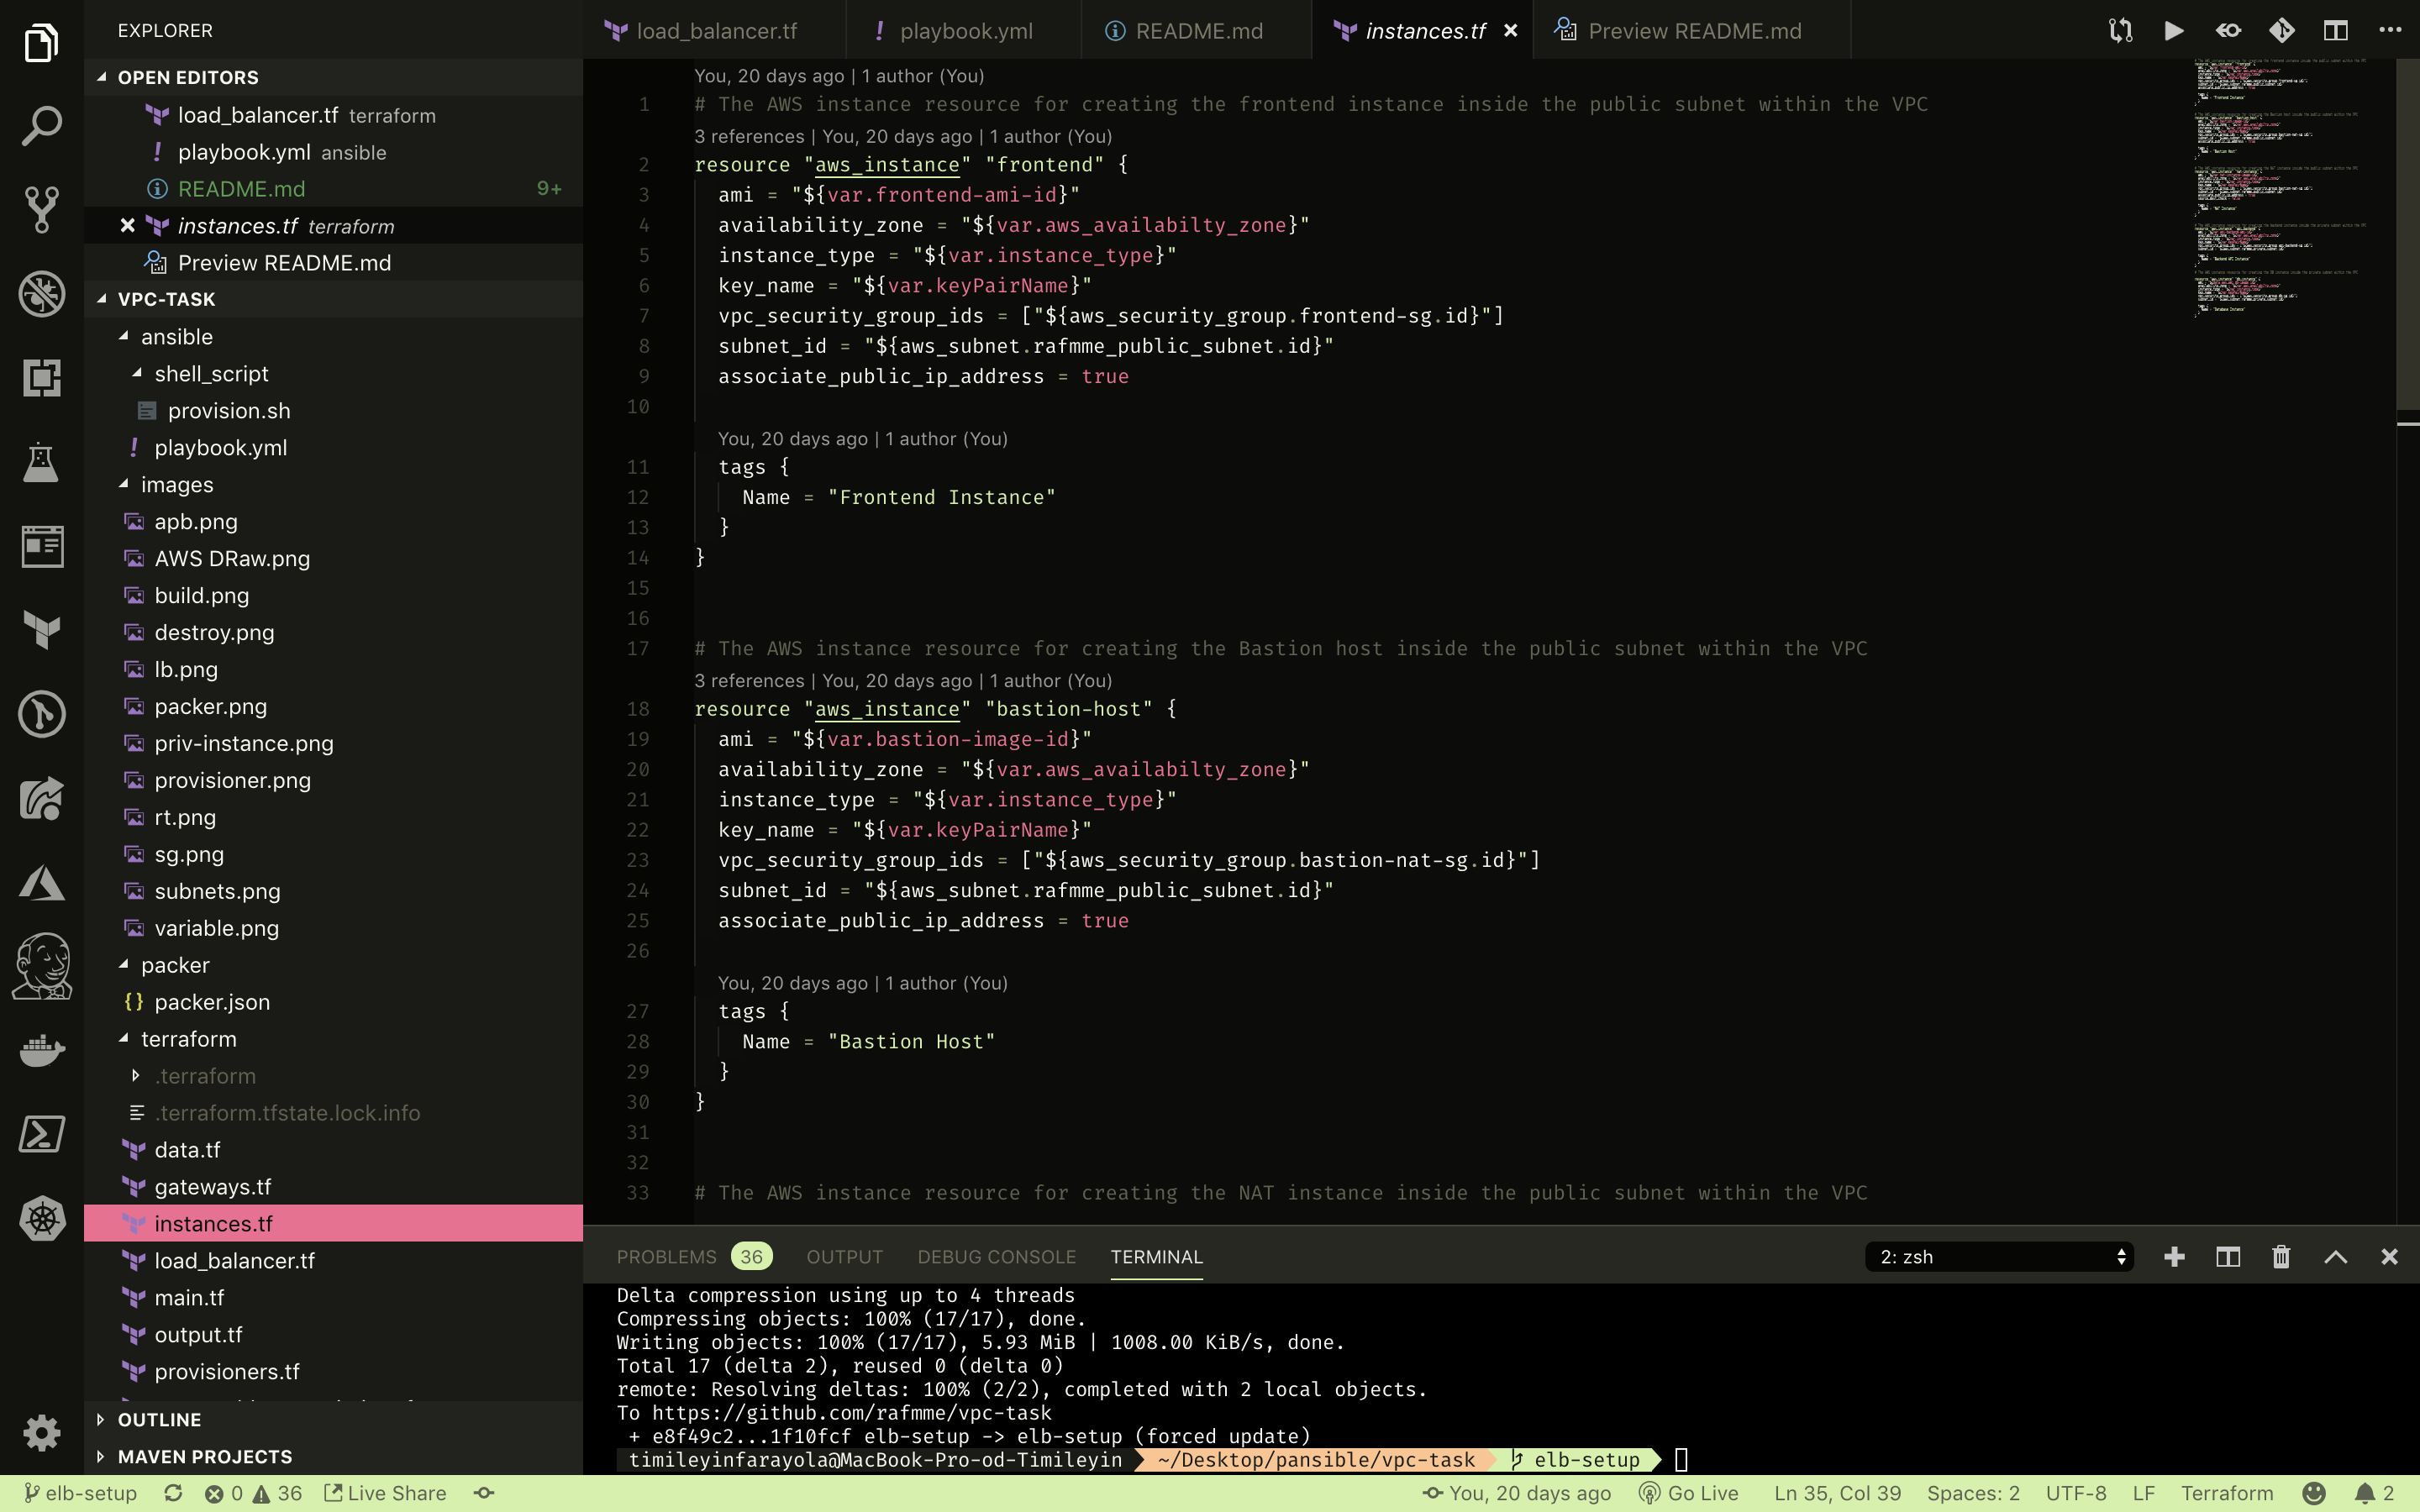 EXPLORER
OPEN EDITORS
load_balancer.tf terraform
! playbook.yml ansible
README.md 9+
instances.tf terraform
Preview README.md
VPC-TASK
ansible
shell_script
provision.sh
! playbook.yml
images
apb.png
AWS DRaw.png
build.png
destroy.png
lb.png
packer.png
priv-instance.png
provisioner.png
rt.png
sg.png
subnets.png
variable.png
packer
{} packer.json
terraform
.terraform
.terraform.tfstate.lock.info
data.tf
gateways.tf
instances.tf
load_balancer.tf
main.tf
output.tf
provisioners.tf
OUTLINE
MAVEN PROJECTS
load_balancer.tf ! playbook.yml README.md instances.tf Preview README.md
You, 20 days ago | 1 author (You)
1 # The AWS instance resource for creating the frontend instance inside the public subnet within the VPC
3 references | You, 20 days ago | 1 author (You)
2 resource "aws_instance" "frontend" {
3 ami = "${var.frontend-ami-id}"
4 availability_zone = "${var.aws_availabilty_zone}"
5 instance_type = "${var.instance_type}"
6 key_name = "${var.keyPairName}"
7 vpc_security_group_ids = ["${aws_security_group.frontend-sg.id}"]
8 subnet_id = "${aws_subnet.rafmme_public_subnet.id}"
9 associate_public_ip_address = true
10
You, 20 days ago | 1 author (You)
11 tags {
12 Name = "Frontend Instance"
13 }
14 }
15
16
17 # The AWS instance resource for creating the Bastion host inside the public subnet within the VPC
3 references | You, 20 days ago | 1 author (You)
18 resource "aws_instance" "bastion-host" {
19 ami = "${var.bastion-image-id}"
20 availability_zone = "${var.aws_availabilty_zone}"
21 instance_type = "${var.instance_type}"
22 key_name = "${var.keyPairName}"
23 vpc_security_group_ids = ["${aws_security_group.bastion-nat-sg.id}"]
24 subnet_id = "${aws_subnet.rafmme_public_subnet.id}"
25 associate_public_ip_address = true
26
You, 20 days ago | 1 author (You)
27 tags {
28 Name = "Bastion Host"
29 }
30 }
31
32
33 # The AWS instance resource for creating the NAT instance inside the public subnet within the VPC
PROBLEMS 36 OUTPUT DEBUG CONSOLE TERMINAL 2: zsh
Delta compression using up to 4 threads
Compressing objects: 100% (17/17), done.
Writing objects: 100% (17/17), 5.93 MiB | 1008.00 KiB/s, done.
Total 17 (delta 2), reused 0 (delta 0)
remote: Resolving deltas: 100% (2/2), completed with 2 local objects.
To https://github.com/rafmme/vpc-task
+ e8f49c2...1f10fcf elb-setup -> elb-setup (forced update)
timileyinfarayola@MacBook-Pro-od-Timileyin ~/Desktop/pansible/vpc-task elb-setup
elb-setup 0 36 Live Share You, 20 days ago Go Live Ln 35, Col 39 Spaces: 2 UTF-8 LF Terraform 2